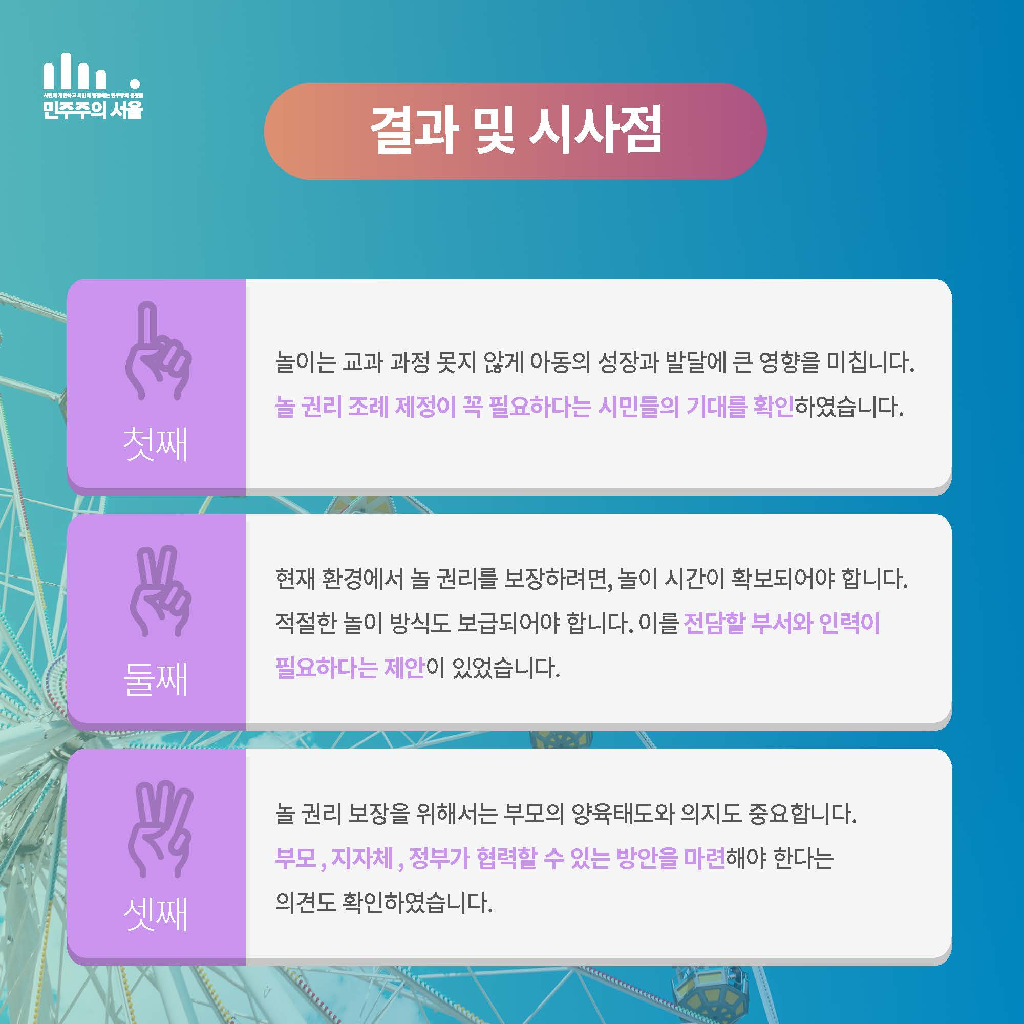 민주주의 서울
결과 및 시사점
첫째
놀이는 교과 과정 못지 않게 아동의 성장과 발달에 큰 영향을 미칩니다.
놀 권리 조례 제정이 꼭 필요하다는 시민들의 기대를 확인하였습니다.
둘째
현재 환경에서 놀 권리를 보장하려면, 놀이 시간이 확보되어야 합니다.
적절한 놀이 방식도 보급되어야 합니다. 이를 전담할 부서와 인력이
필요하다는 제안이 있었습니다.
셋째
놀 권리 보장을 위해서는 부모의 양육태도와 의지도 중요합니다.
부모, 지자체, 정부가 협력할 수 있는 방안을 마련해야 한다는
의견도 확인하였습니다.